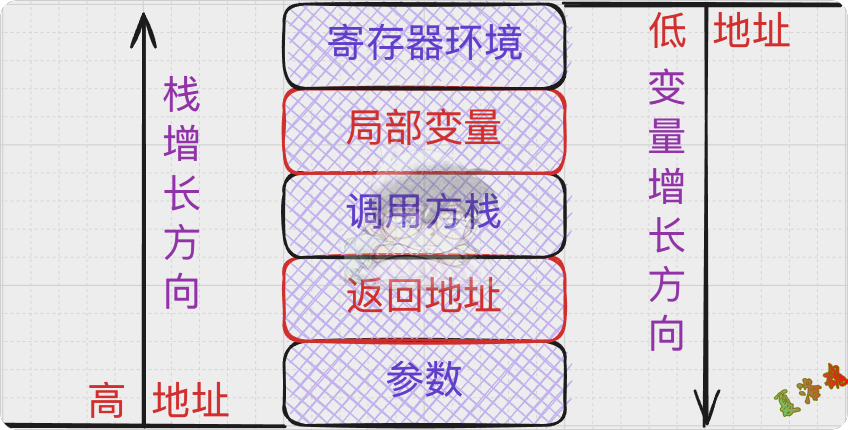 寄存器环境
局部变量
调用方栈
返回地址
参数
栈增长方向
高 地址
低 地址
变量增长方向